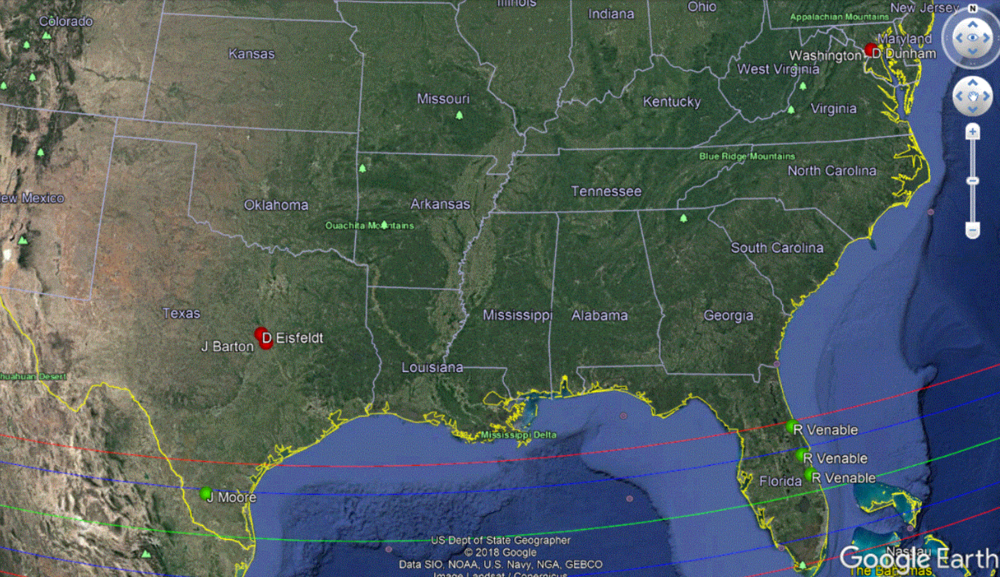 Illinois
Ohio
New Jersey
N
Indiana
Appalachian Mountains
Colorado
Maryland
Kansas
Washington
D Dunham
West Virginia
Missouri
Kentucky
Virginia
Blue Ridge Mountains
North Carolina
Tennessee
ew Mexico
Oklahoma
Arkansas
Ouachita Mountains
South Carolina
Texas
Mississippi
Alabama
Georgia
D Eisfeldt
J Barton
Louisiana
huahuan Desert
R Venable
Mississippi Delta
R Venable
R Venable
Florida
J Moore
US Dept of State Geographer
© 2018 Google
Data SIO, NOAA, U.S. Navy, NGA, GEBCO
Image Landsat / Copernicus
Nassau
Google Earth
The Bahamas